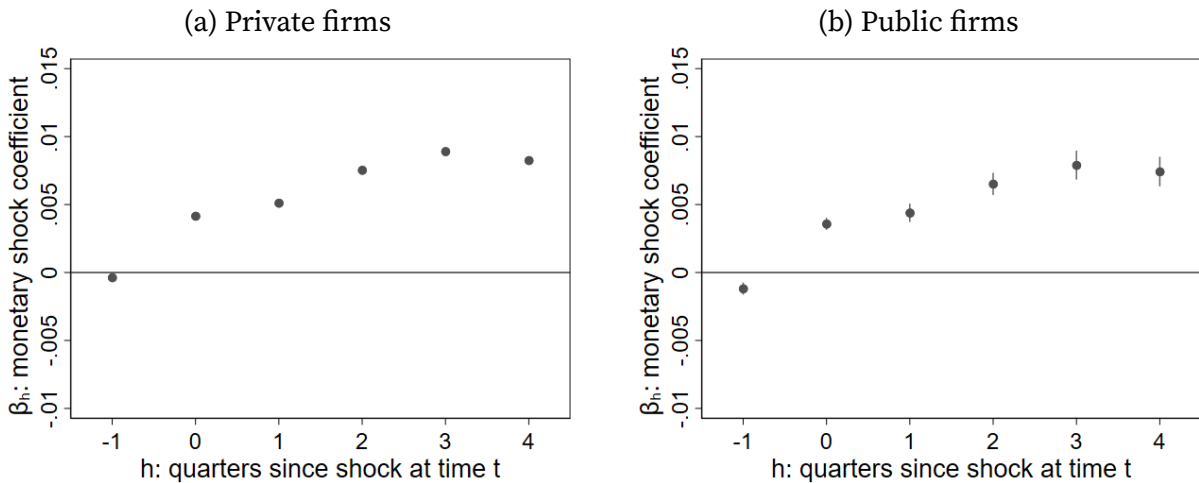 (a) Private firms
.015
.01
.005
0
-.005
-.01
βₕ: monetary shock coefficient
-1 0 1 2 3 4
h: quarters since shock at time t
(b) Public firms
.015
.01
.005
0
-.005
-.01
βₕ: monetary shock coefficient
-1 0 1 2 3 4
h: quarters since shock at time t